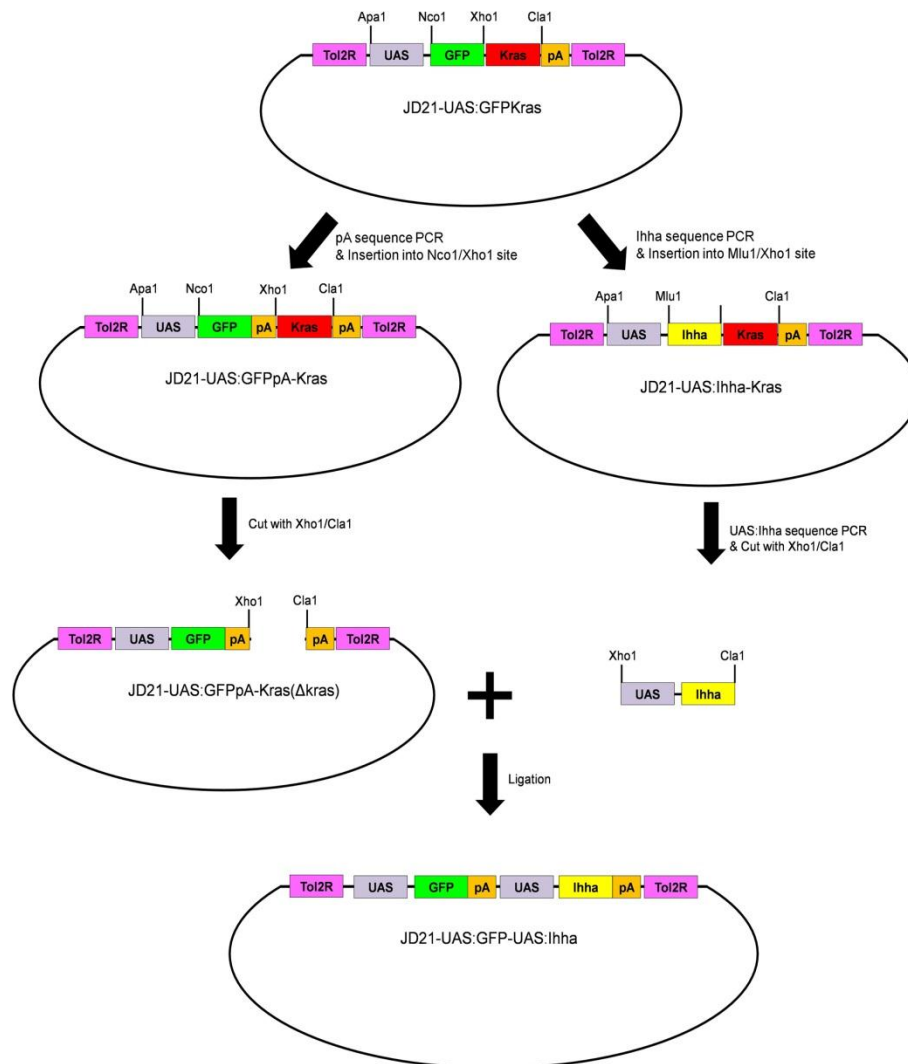 Apa1 Nco1 Xho1 Cla1
Tol2R UAS GFP Kras pA Tol2R
JD21-UAS:GFPKras
pA sequence PCR
& Insertion into Nco1/Xho1 site
Ihha sequence PCR
& Insertion into Mlu1/Xho1 site
Apa1 Nco1 Xho1 Cla1
Tol2R UAS GFP pA Kras pA Tol2R
JD21-UAS:GFPpA-Kras
Apa1 Mlu1 Cla1
Tol2R UAS Ihha Kras pA Tol2R
JD21-UAS:Ihha-Kras
Cut with Xho1/Cla1
UAS:Ihha sequence PCR
& Cut with Xho1/Cla1
Xho1 Cla1
Tol2R UAS GFP pA pA Tol2R
JD21-UAS:GFPpA-Kras(Δkras)
+
Xho1 Cla1
UAS Ihha
Ligation
Tol2R UAS GFP pA UAS Ihha pA Tol2R
JD21-UAS:GFP-UAS:Ihha